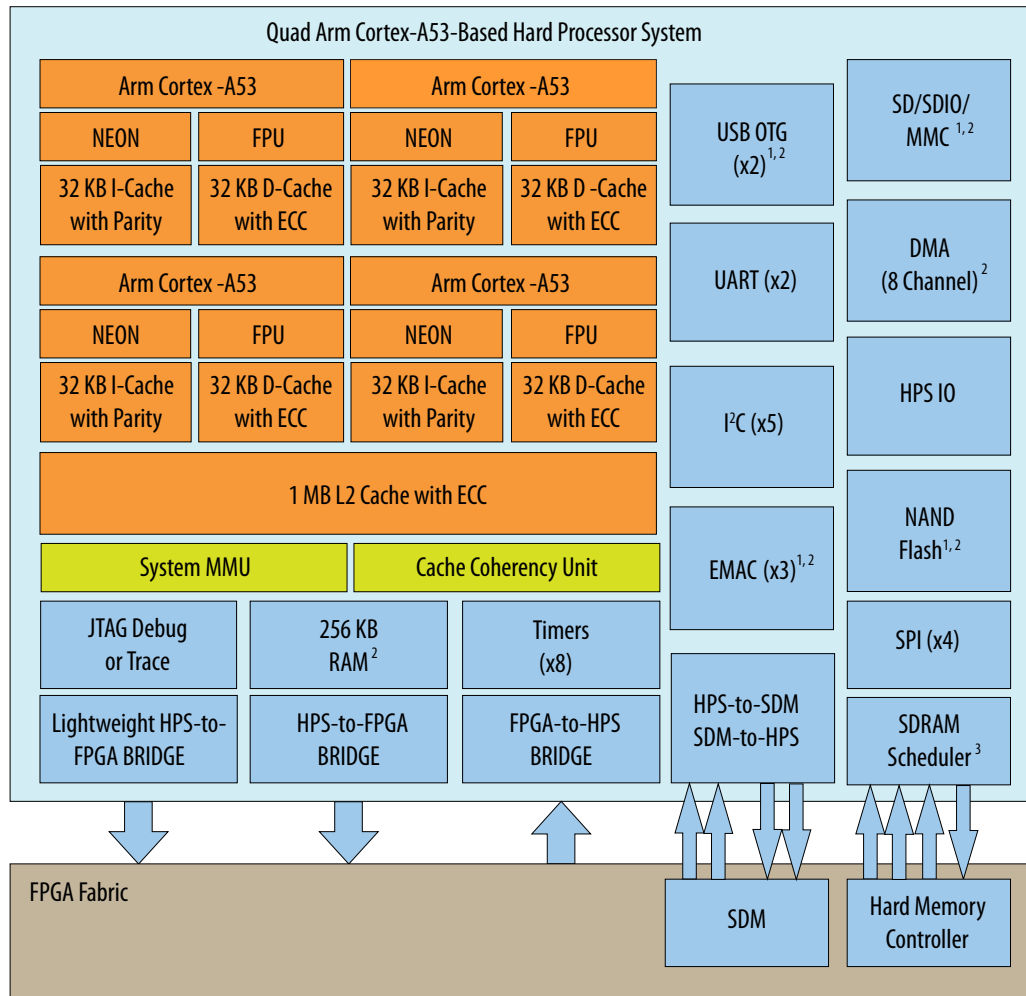 Quad Arm Cortex-A53-Based Hard Processor System
Arm Cortex -A53
Arm Cortex -A53
NEON
FPU
NEON
FPU
32 KB I-Cache
with Parity
32 KB D-Cache
with ECC
32 KB I-Cache
with Parity
32 KB D -Cache
with ECC
Arm Cortex -A53
Arm Cortex -A53
NEON
FPU
NEON
FPU
32 KB I-Cache
with Parity
32 KB D-Cache
with ECC
32 KB I-Cache
with Parity
32 KB D-Cache
with ECC
1 MB L2 Cache with ECC
System MMU
Cache Coherency Unit
JTAG Debug
or Trace
256 KB
RAM 2
Timers
(x8)
Lightweight HPS-to-
FPGA BRIDGE
HPS-to-FPGA
BRIDGE
FPGA-to-HPS
BRIDGE
USB OTG
(x2) 1, 2
UART (x2)
I²C (x5)
EMAC (x3) 1, 2
HPS-to-SDM
SDM-to-HPS
SD/SDIO/
MMC 1, 2
DMA
(8 Channel) 2
HPS IO
NAND
Flash 1, 2
SPI (x4)
SDRAM
Scheduler 3
FPGA Fabric
SDM
Hard Memory
Controller